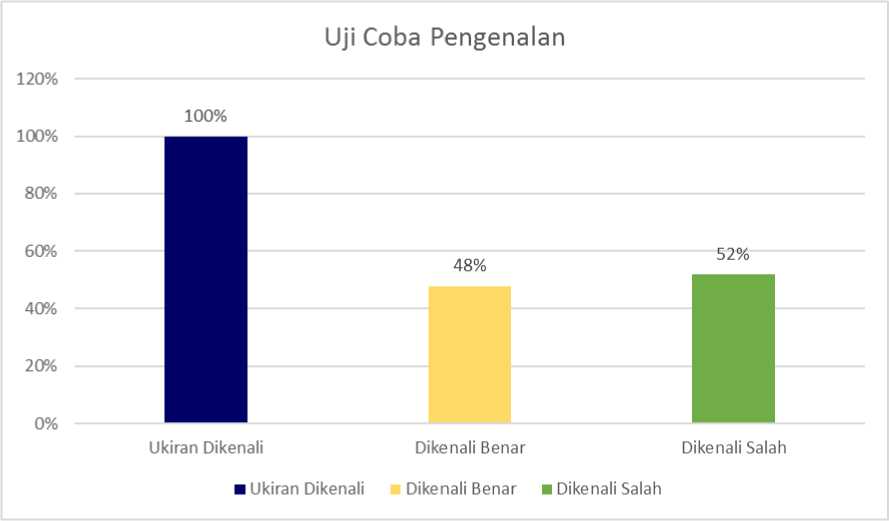 Uji Coba Pengenalan
120%
100%
80%
60%
40%
20%
0%
100%
48%
52%
Ukiran Dikenali
Dikenali Benar
Dikenali Salah
Ukiran Dikenali Dikenali Benar Dikenali Salah